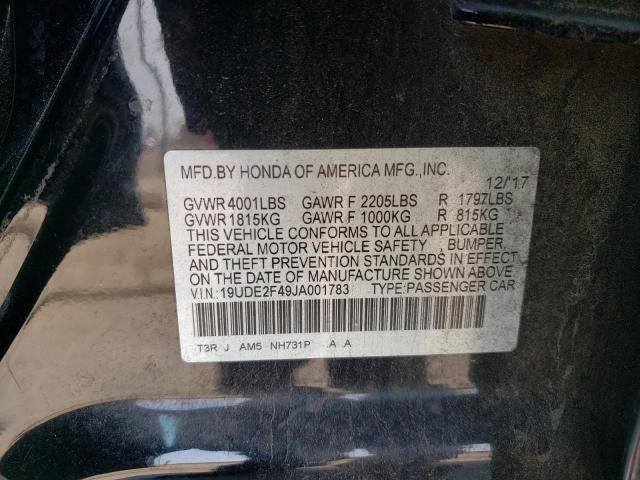 MFD.BY HONDA OF AMERICA MFG.,INC.
12/'17
GVWR 4001LBS GAWR F 2205LBS R 1797LBS
GVWR 1815KG GAWR F 1000KG R 815KG
THIS VEHICLE CONFORMS TO ALL APPLICABLE
FEDERAL MOTOR VEHICLE SAFETY BUMPER
AND THEFT PREVENTION STANDARDS IN EFFECT
ON THE DATE OF MANUFACTURE SHOWN ABOVE
V.I.N:19UDE2F49JA001783 TYPE:PASSENGER CAR
T3R J AM5 NH731P .A .A